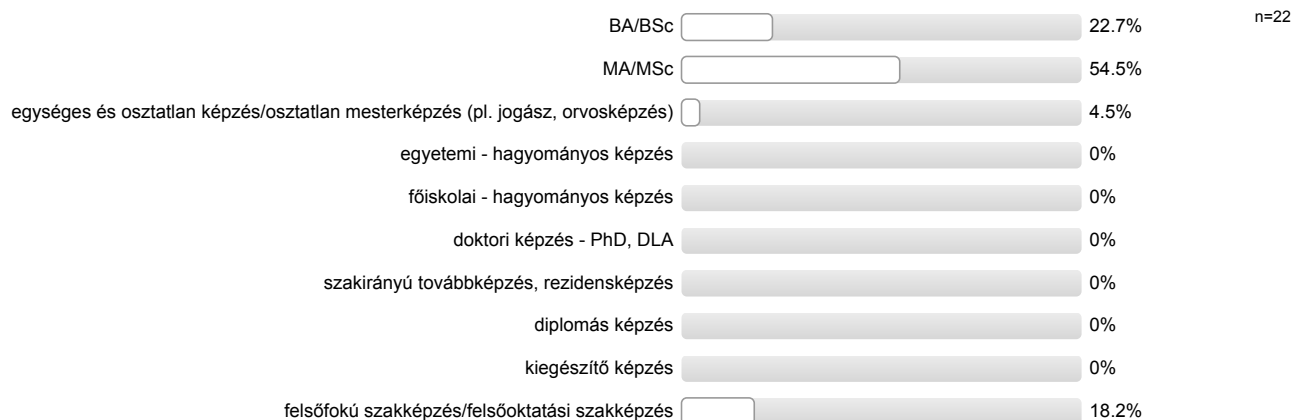 BA/BSc 22.7% n=22
MA/MSc 54.5%
egységes és osztatlan képzés/osztatlan mesterképzés (pl. jogász, orvosképzés) 4.5%
egyetemi - hagyományos képzés 0%
főiskolai - hagyományos képzés 0%
doktori képzés - PhD, DLA 0%
szakirányú továbbképzés, rezidensképzés 0%
diplomás képzés 0%
kiegészítő képzés 0%
felsőfokú szakképzés/felsőoktatási szakképzés 18.2%